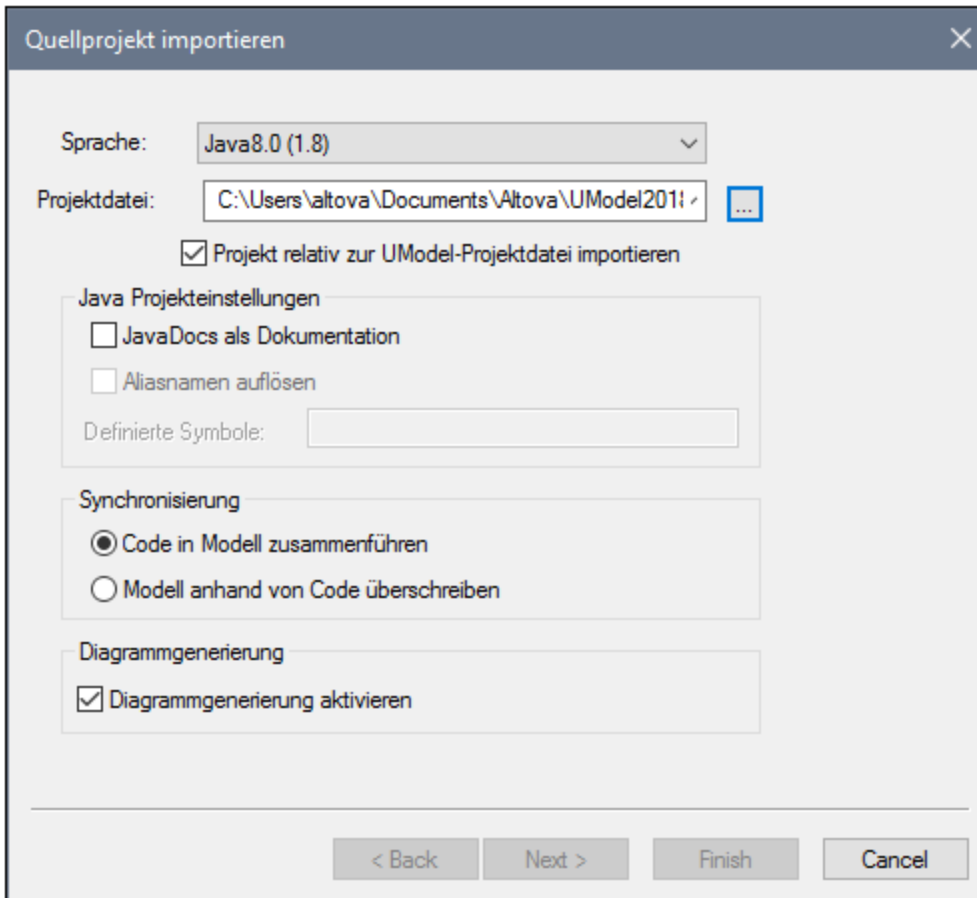 Quellprojekt importieren
Sprache: Java8.0 (1.8)
Projektdatei: C:\Users\altova\Documents\Altova\UModel201 ...
Projekt relativ zur UModel-Projektdatei importieren
Java Projekteinstellungen
JavaDocs als Dokumentation
Aliasnamen auflösen
Definierte Symbole:
Synchronisierung
Code in Modell zusammenführen
Modell anhand von Code überschreiben
Diagrammgenerierung
Diagrammgenerierung aktivieren
< Back Next > Finish Cancel